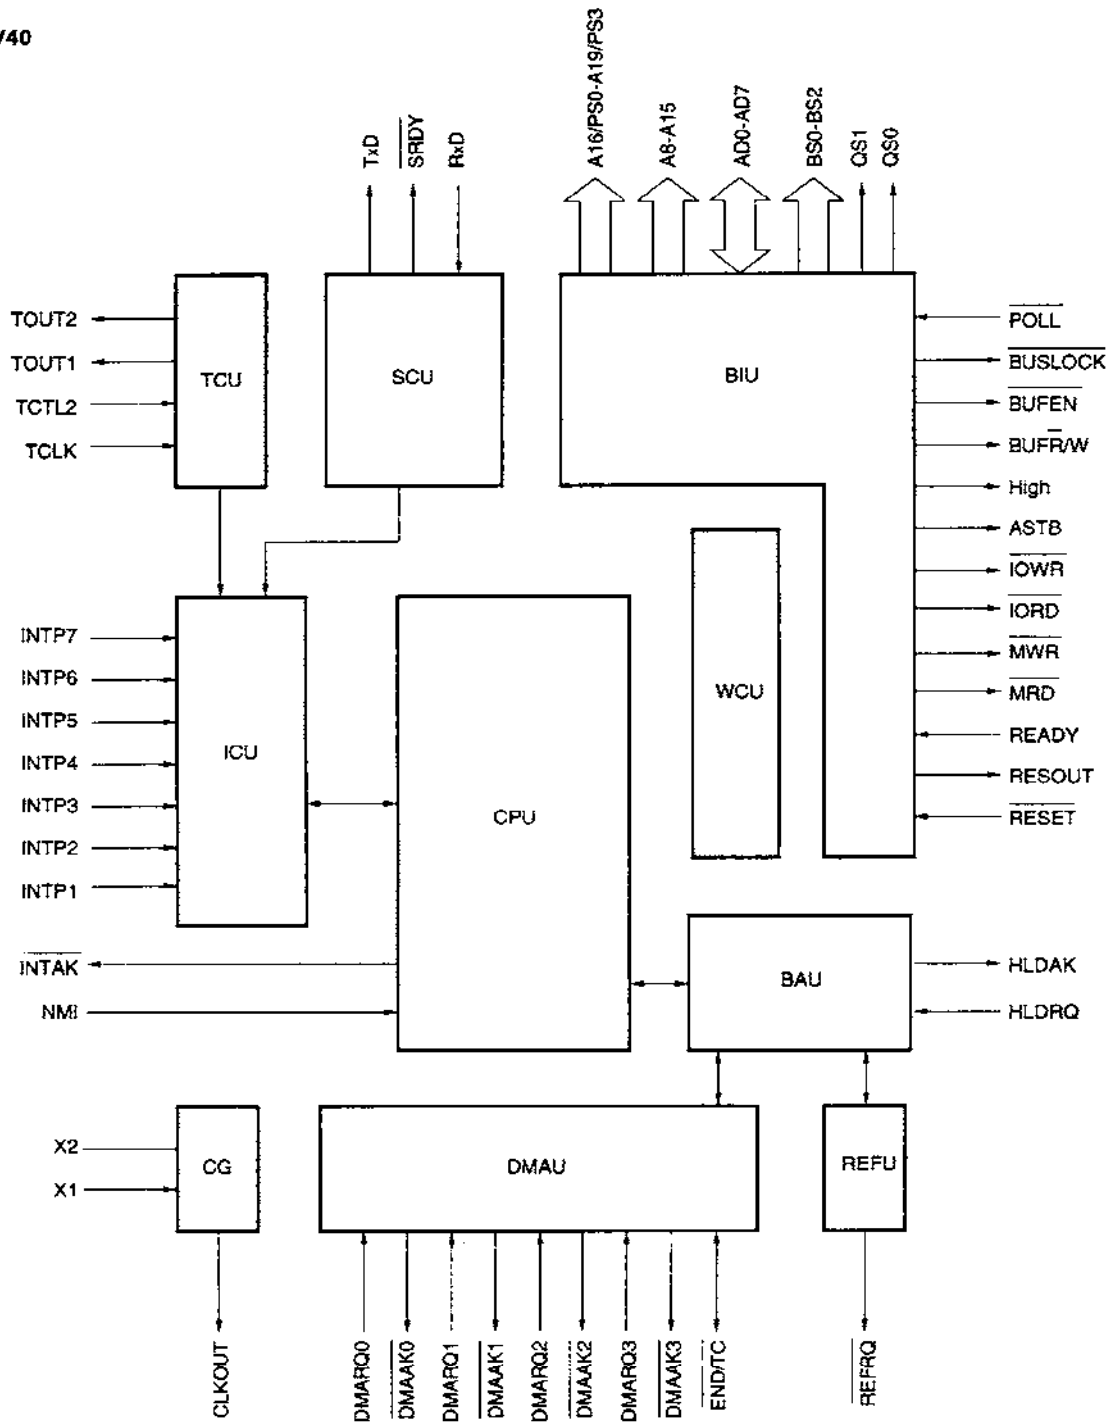 V40
A16/PS0-A19/PS3
A8-A15
AD0-AD7
BS0-BS2
QS1
QS0
TxD
SRDY
RxD
TOUT2
TOUT1
TCTL2
TCLK
TCU
SCU
BIU
POLL
BUSLOCK
BUFEN
BUFR/W
High
ASTB
IOWR
IORD
MWR
MRD
READY
RESOUT
RESET
INTP7
INTP6
INTP5
INTP4
INTP3
INTP2
INTP1
ICU
CPU
WCU
INTAK
NMI
BAU
HLDAK
HLDRQ
X2
X1
CG
DMAU
REFU
CLKOUT
DMARQ0
DMAAK0
DMARQ1
DMAAK1
DMARQ2
DMAAK2
DMARQ3
DMAAK3
END/TC
REFRQ